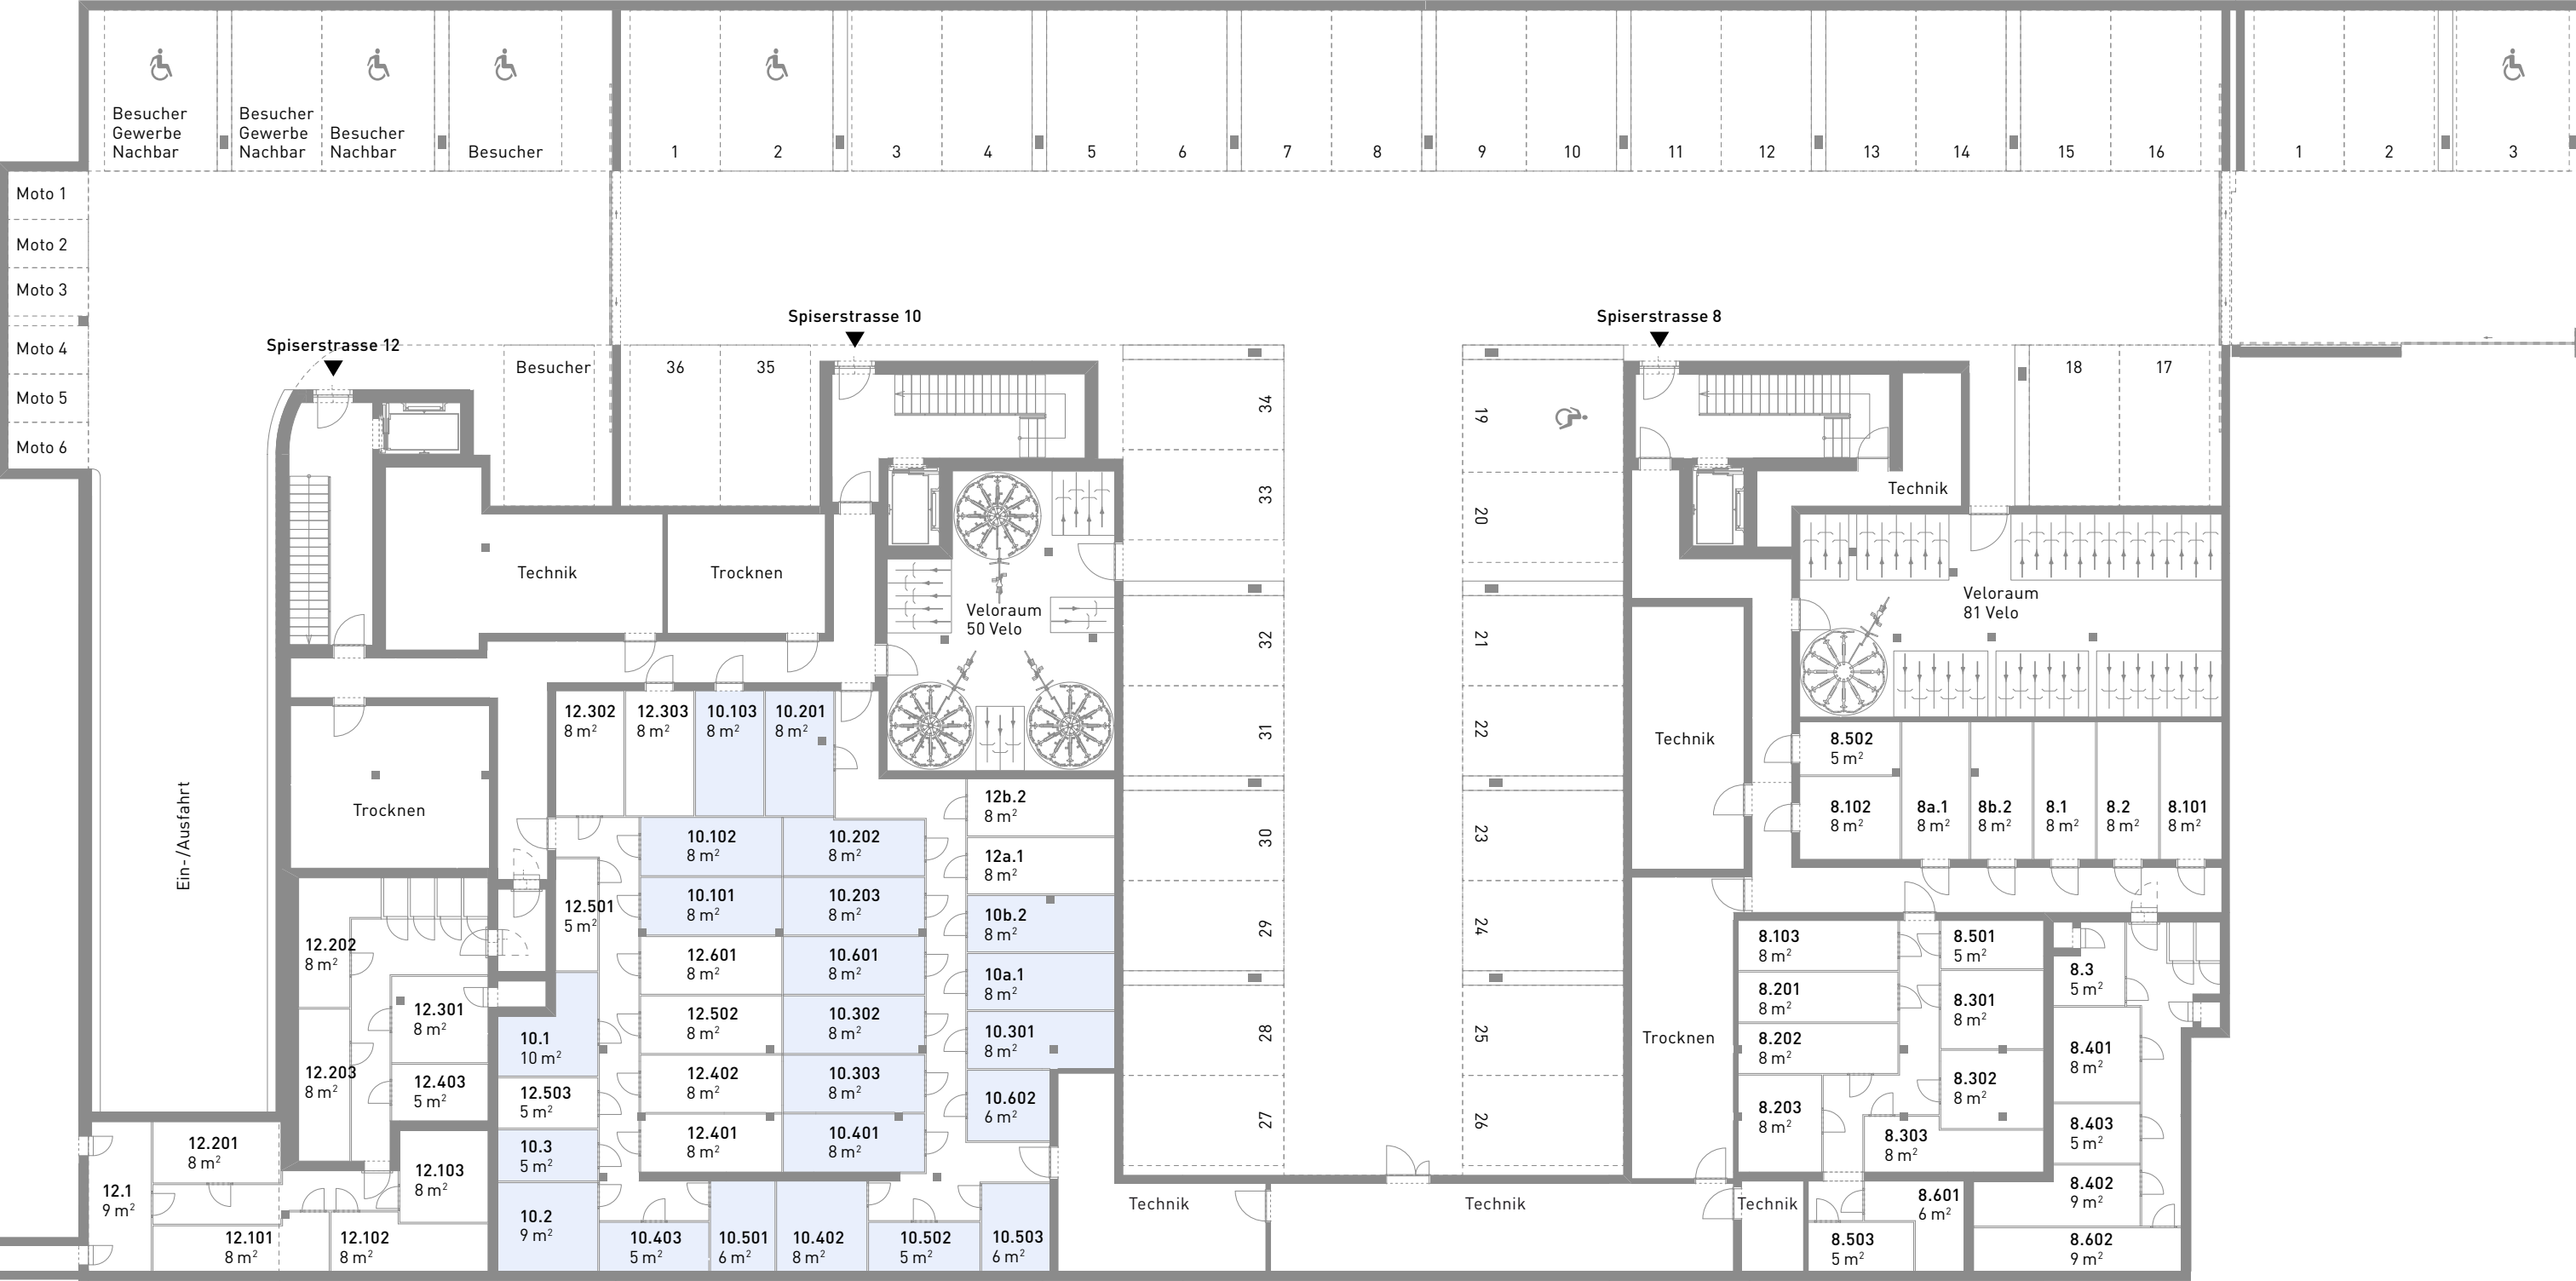 Besucher
Gewerbe
Nachbar
Besucher
Gewerbe
Nachbar
Besucher
Nachbar
Besucher
1
2
3
4
5
6
7
8
9
10
11
12
13
14
15
16
1
2
3
Moto 1
Moto 2
Moto 3
Moto 4
Moto 5
Moto 6
Spiserstrasse 12
Spiserstrasse 10
Spiserstrasse 8
Besucher
36
35
34
33
32
31
30
29
28
27
19
20
21
22
23
24
25
26
18
17
Technik
Trocknen
Veloraum
50 Velo
Technik
Veloraum
81 Velo
Ein-/Ausfahrt
Trocknen
Technik
Trocknen
12.302
8 m²
12.303
8 m²
10.103
8 m²
10.201
8 m²
10.102
8 m²
10.202
8 m²
10.101
8 m²
10.203
8 m²
12.501
5 m²
12.601
8 m²
10.601
8 m²
12.502
8 m²
10.302
8 m²
12.402
8 m²
10.303
8 m²
12.401
8 m²
10.401
8 m²
12b.2
8 m²
12a.1
8 m²
10b.2
8 m²
10a.1
8 m²
10.301
8 m²
10.602
6 m²
10.1
10 m²
12.503
5 m²
10.3
5 m²
10.2
9 m²
10.403
5 m²
10.501
6 m²
10.402
8 m²
10.502
5 m²
10.503
6 m²
12.202
8 m²
12.203
8 m²
12.301
8 m²
12.403
5 m²
12.103
8 m²
12.201
8 m²
12.1
9 m²
12.101
8 m²
12.102
8 m²
8.502
5 m²
8.102
8 m²
8a.1
8 m²
8b.2
8 m²
8.1
8 m²
8.2
8 m²
8.101
8 m²
8.103
8 m²
8.201
8 m²
8.202
8 m²
8.203
8 m²
8.501
5 m²
8.301
8 m²
8.302
8 m²
8.303
8 m²
8.3
5 m²
8.401
8 m²
8.403
5 m²
8.402
9 m²
8.602
9 m²
8.601
6 m²
8.503
5 m²
Technik
Technik
Technik